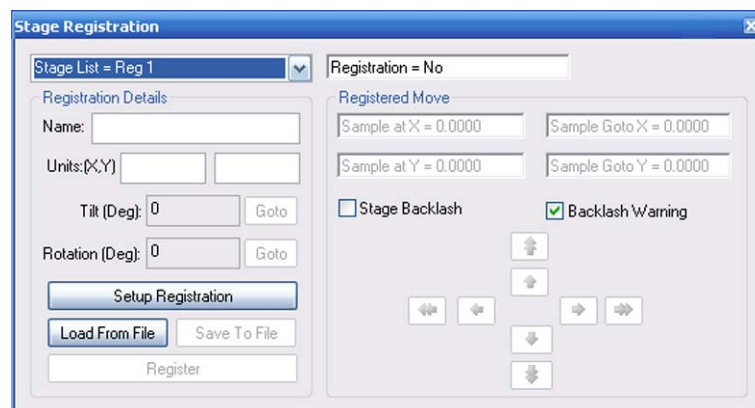 Stage Registration
Stage List = Reg 1
Registration = No
Registration Details
Name:
Units:(X,Y)
Tilt (Deg): 0 Goto
Rotation (Deg): 0 Goto
Setup Registration
Load From File Save To File
Register
Registered Move
Sample at X = 0.0000 Sample Goto X = 0.0000
Sample at Y = 0.0000 Sample Goto Y = 0.0000
Stage Backlash Backlash Warning